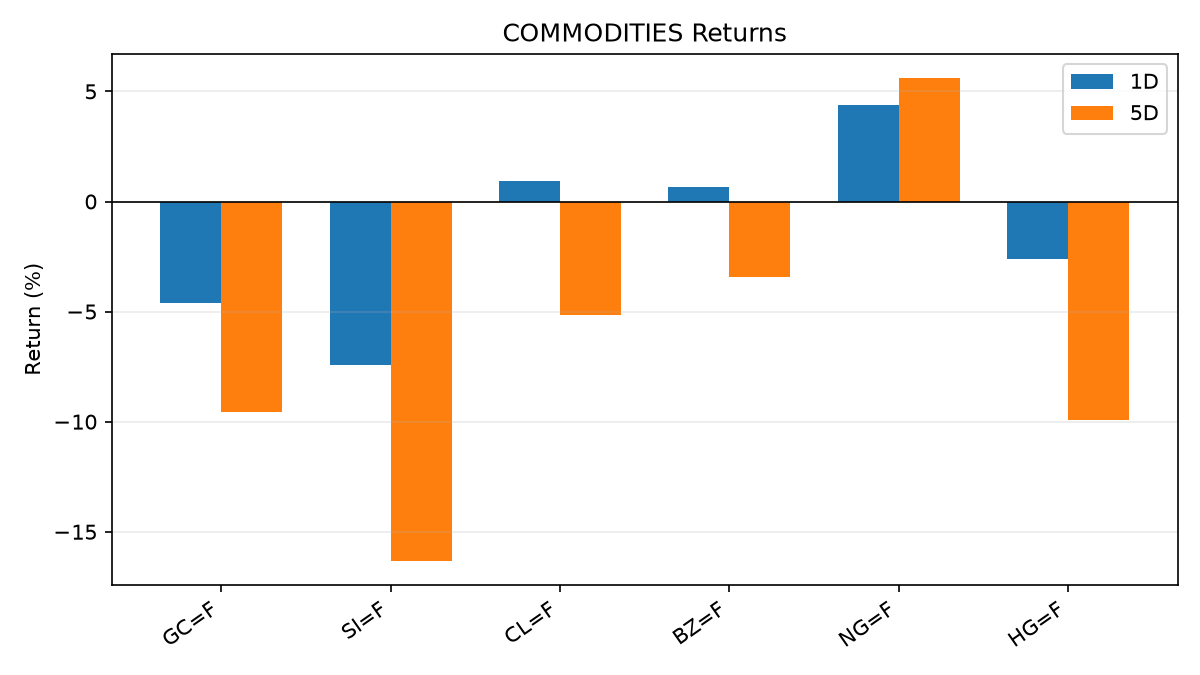 COMMODITIES Returns
1D
5D
Return (%)
5
0
−5
−10
−15
GC=F
SI=F
CL=F
BZ=F
NG=F
HG=F